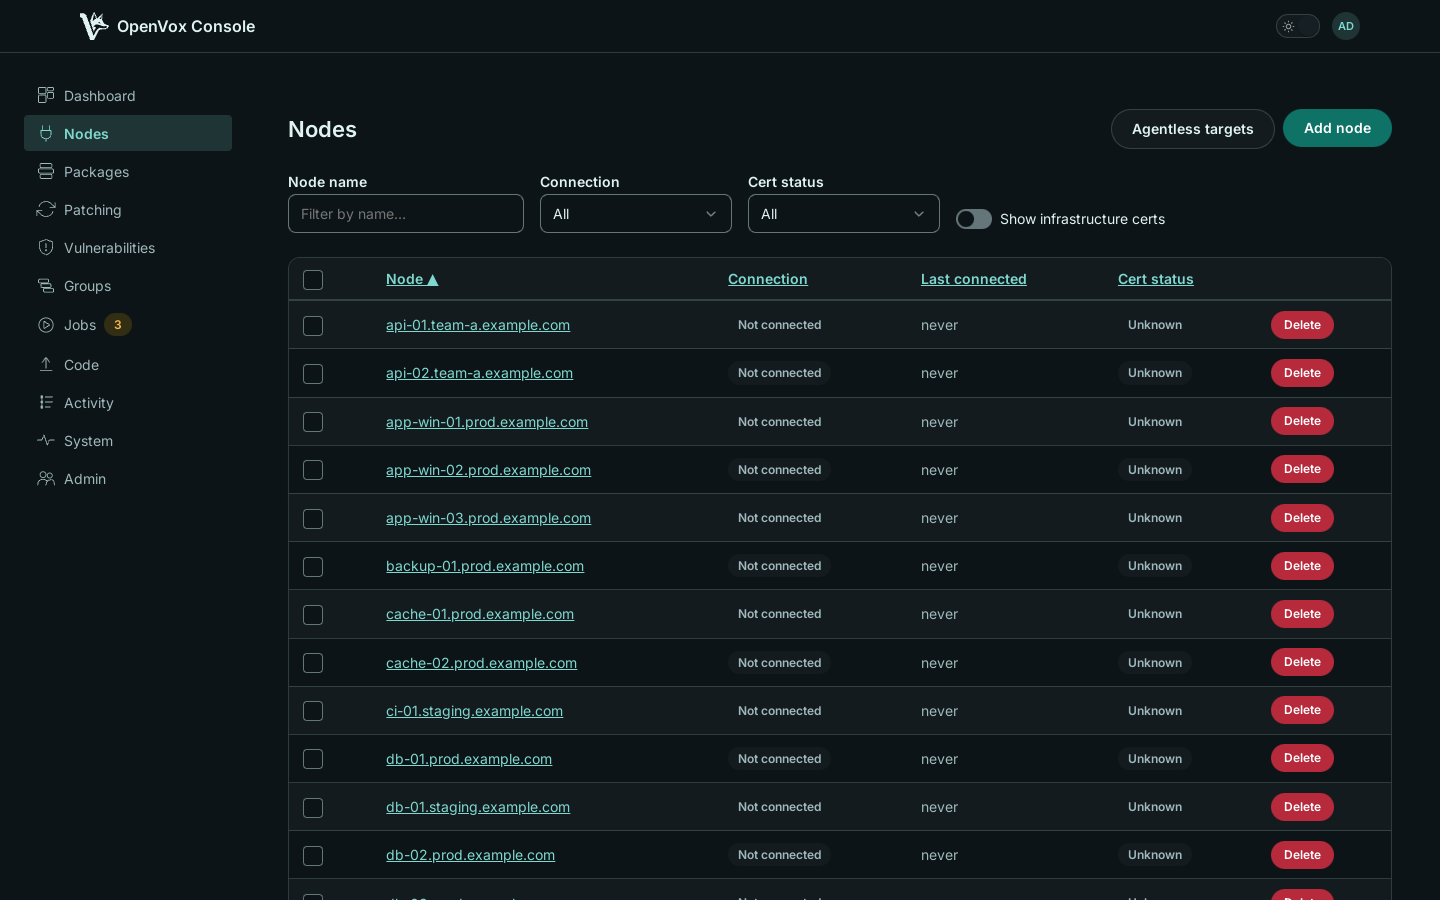 OpenVox Console
AD
Dashboard
Nodes
Packages
Patching
Vulnerabilities
Groups
Jobs 3
Code
Activity
System
Admin
Nodes
Agentless targets
Add node
Node name
Connection
Cert status
Filter by name...
All
All
Show infrastructure certs
Node ▲ Connection Last connected Cert status
api-01.team-a.example.com Not connected never Unknown Delete
api-02.team-a.example.com Not connected never Unknown Delete
app-win-01.prod.example.com Not connected never Unknown Delete
app-win-02.prod.example.com Not connected never Unknown Delete
app-win-03.prod.example.com Not connected never Unknown Delete
backup-01.prod.example.com Not connected never Unknown Delete
cache-01.prod.example.com Not connected never Unknown Delete
cache-02.prod.example.com Not connected never Unknown Delete
ci-01.staging.example.com Not connected never Unknown Delete
db-01.prod.example.com Not connected never Unknown Delete
db-01.staging.example.com Not connected never Unknown Delete
db-02.prod.example.com Not connected never Unknown Delete